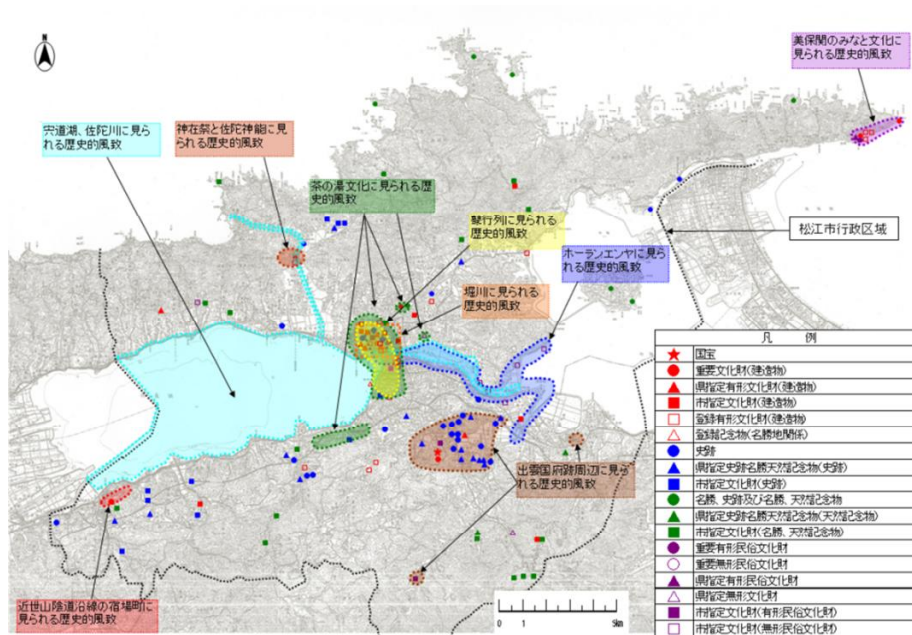 N
美保関のみなと文化に
見られる歴史的風致
宍道湖、佐陀川に見ら
れる歴史的風致
神在祭と佐陀神能に見
られる歴史的風致
茶の湯文化に見られる歴
史的風致
鼕行列に見られる
歴史的風致
ホーランエンヤに見
られる歴史的風致
松江市行政区域
堀川に見られる
歴史的風致
出雲国府跡周辺に見ら
れる歴史的風致
近世山陰道沿線の宿場町に
見られる歴史的風致
凡 例
国宝
重要文化財(建造物)
県指定有形文化財(建造物)
市指定文化財(建造物)
登録有形文化財(建造物)
登録記念物(名勝地関係)
史跡
県指定史跡名勝天然記念物(史跡)
市指定文化財(史跡)
名勝、史跡及び名勝、天然記念物
県指定史跡名勝天然記念物(天然記念物)
市指定文化財(名勝、天然記念物)
重要有形民俗文化財
重要無形民俗文化財
県指定有形民俗文化財
県指定無形文化財
市指定文化財(有形民俗文化財)
市指定文化財(無形民俗文化財)
0 1 5km